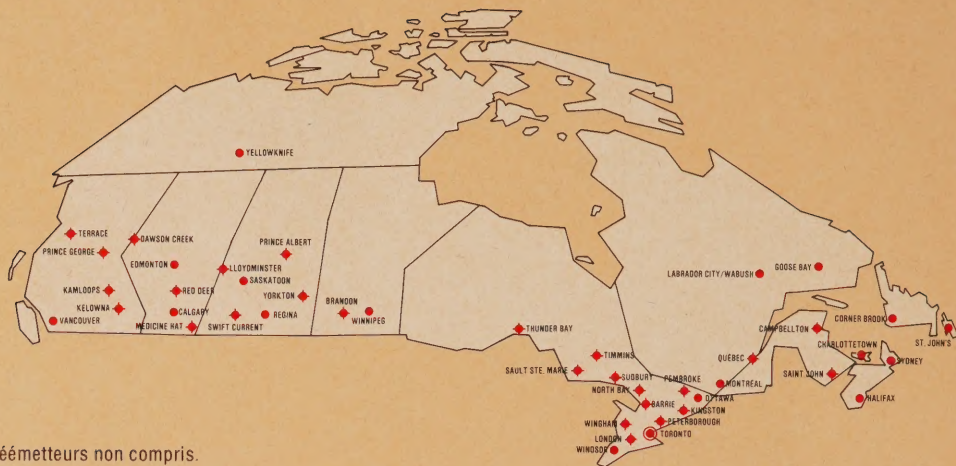 YELLOWKNIFE
TERRACE
DAWSON CREEK
PRINCE GEORGE
PRINCE ALBERT
EDMONTON
LLOYDMINSTER
SASKATOON
LABRADOR CITY/WABUSH
GOOSE BAY
KAMLOOPS
RED DEER
YORKTON
BRANDON
KELOWNA
CALGARY
REGINA
WINNIPEG
VANCOUVER
MEDICINE HAT
SWIFT CURRENT
THUNDER BAY
CAMPBELLTON
CORNER BROOK
ST. JOHN'S
CHARLOTTETOWN
TIMMINS
QUÉBEC
SYDNEY
SAULT STE. MARIE
SUDBURY
PEMBROKE
MONTRÉAL
SAINT JOHN
NORTH BAY
OTTAWA
HALIFAX
BARRIE
KINGSTON
WINGHAM
PETERBOROUGH
LONDON
TORONTO
WINDSOR
éémetteurs non compris.